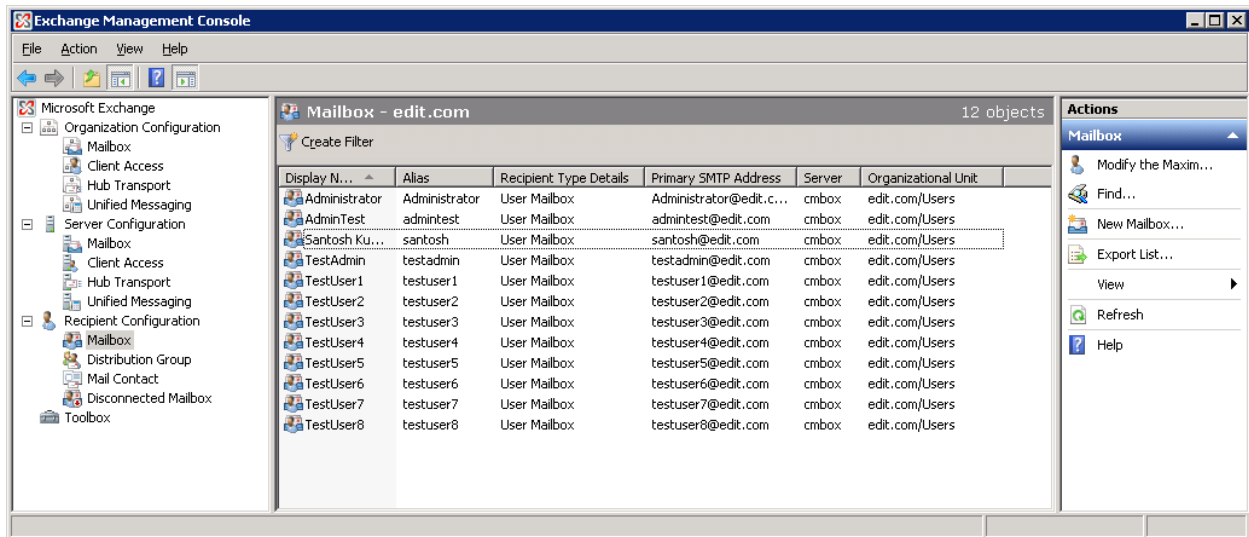 Exchange Management Console
File Action View Help
Microsoft Exchange
Organization Configuration
Mailbox
Client Access
Hub Transport
Unified Messaging
Server Configuration
Mailbox
Client Access
Hub Transport
Unified Messaging
Recipient Configuration
Mailbox
Distribution Group
Mail Contact
Disconnected Mailbox
Toolbox
Mailbox - edit.com 12 objects
Create Filter
Display N... Alias Recipient Type Details Primary SMTP Address Server Organizational Unit
Administrator Administrator User Mailbox Administrator@edit.c... cmbox edit.com/Users
AdminTest admintest User Mailbox admintest@edit.com cmbox edit.com/Users
Santosh Ku... santosh User Mailbox santosh@edit.com cmbox edit.com/Users
TestAdmin testadmin User Mailbox testadmin@edit.com cmbox edit.com/Users
TestUser1 testuser1 User Mailbox testuser1@edit.com cmbox edit.com/Users
TestUser2 testuser2 User Mailbox testuser2@edit.com cmbox edit.com/Users
TestUser3 testuser3 User Mailbox testuser3@edit.com cmbox edit.com/Users
TestUser4 testuser4 User Mailbox testuser4@edit.com cmbox edit.com/Users
TestUser5 testuser5 User Mailbox testuser5@edit.com cmbox edit.com/Users
TestUser6 testuser6 User Mailbox testuser6@edit.com cmbox edit.com/Users
TestUser7 testuser7 User Mailbox testuser7@edit.com cmbox edit.com/Users
TestUser8 testuser8 User Mailbox testuser8@edit.com cmbox edit.com/Users
Actions
Mailbox
Modify the Maxim...
Find...
New Mailbox...
Export List...
View
Refresh
Help